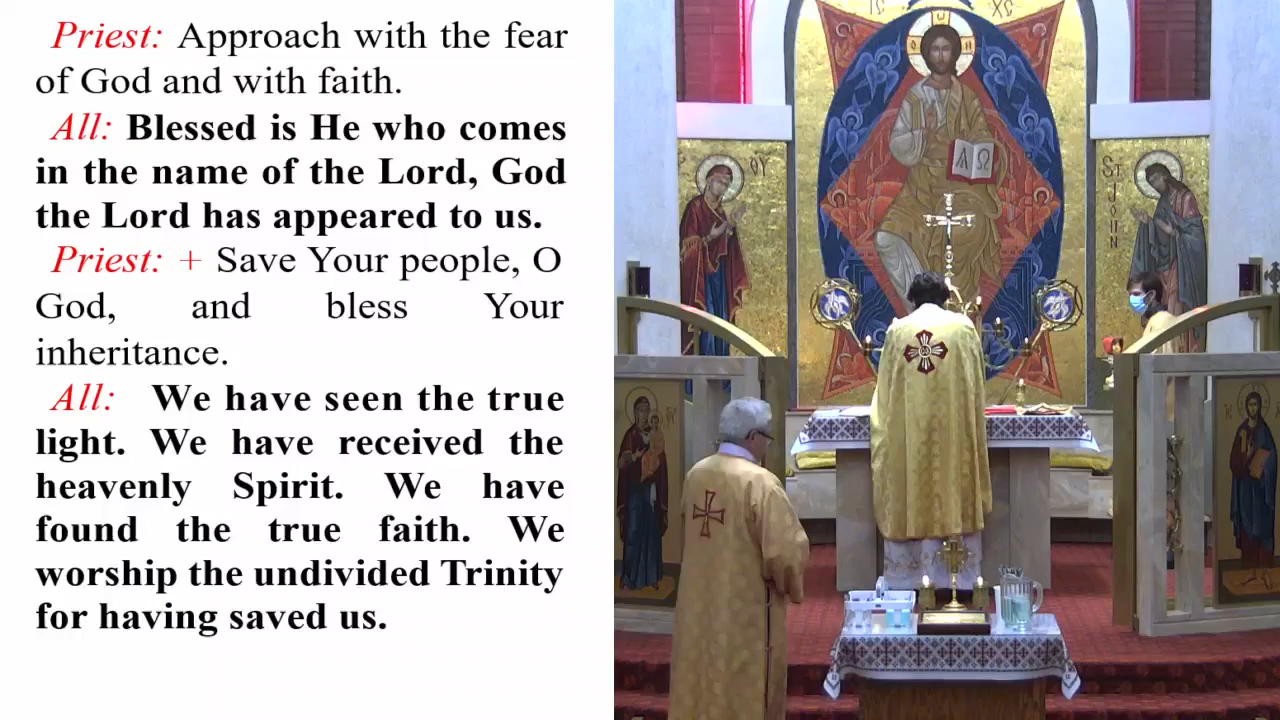 Priest: Approach with the fear
of God and with faith.
All: Blessed is He who comes
in the name of the Lord, God
the Lord has appeared to us.
Priest: + Save Your people, O
God, and bless Your
inheritance.
All: We have seen the true
light. We have received the
heavenly Spirit. We have
found the true faith. We
worship the undivided Trinity
for having saved us.
IC XC
Α Ω
ΘΥ
ST
JOHN